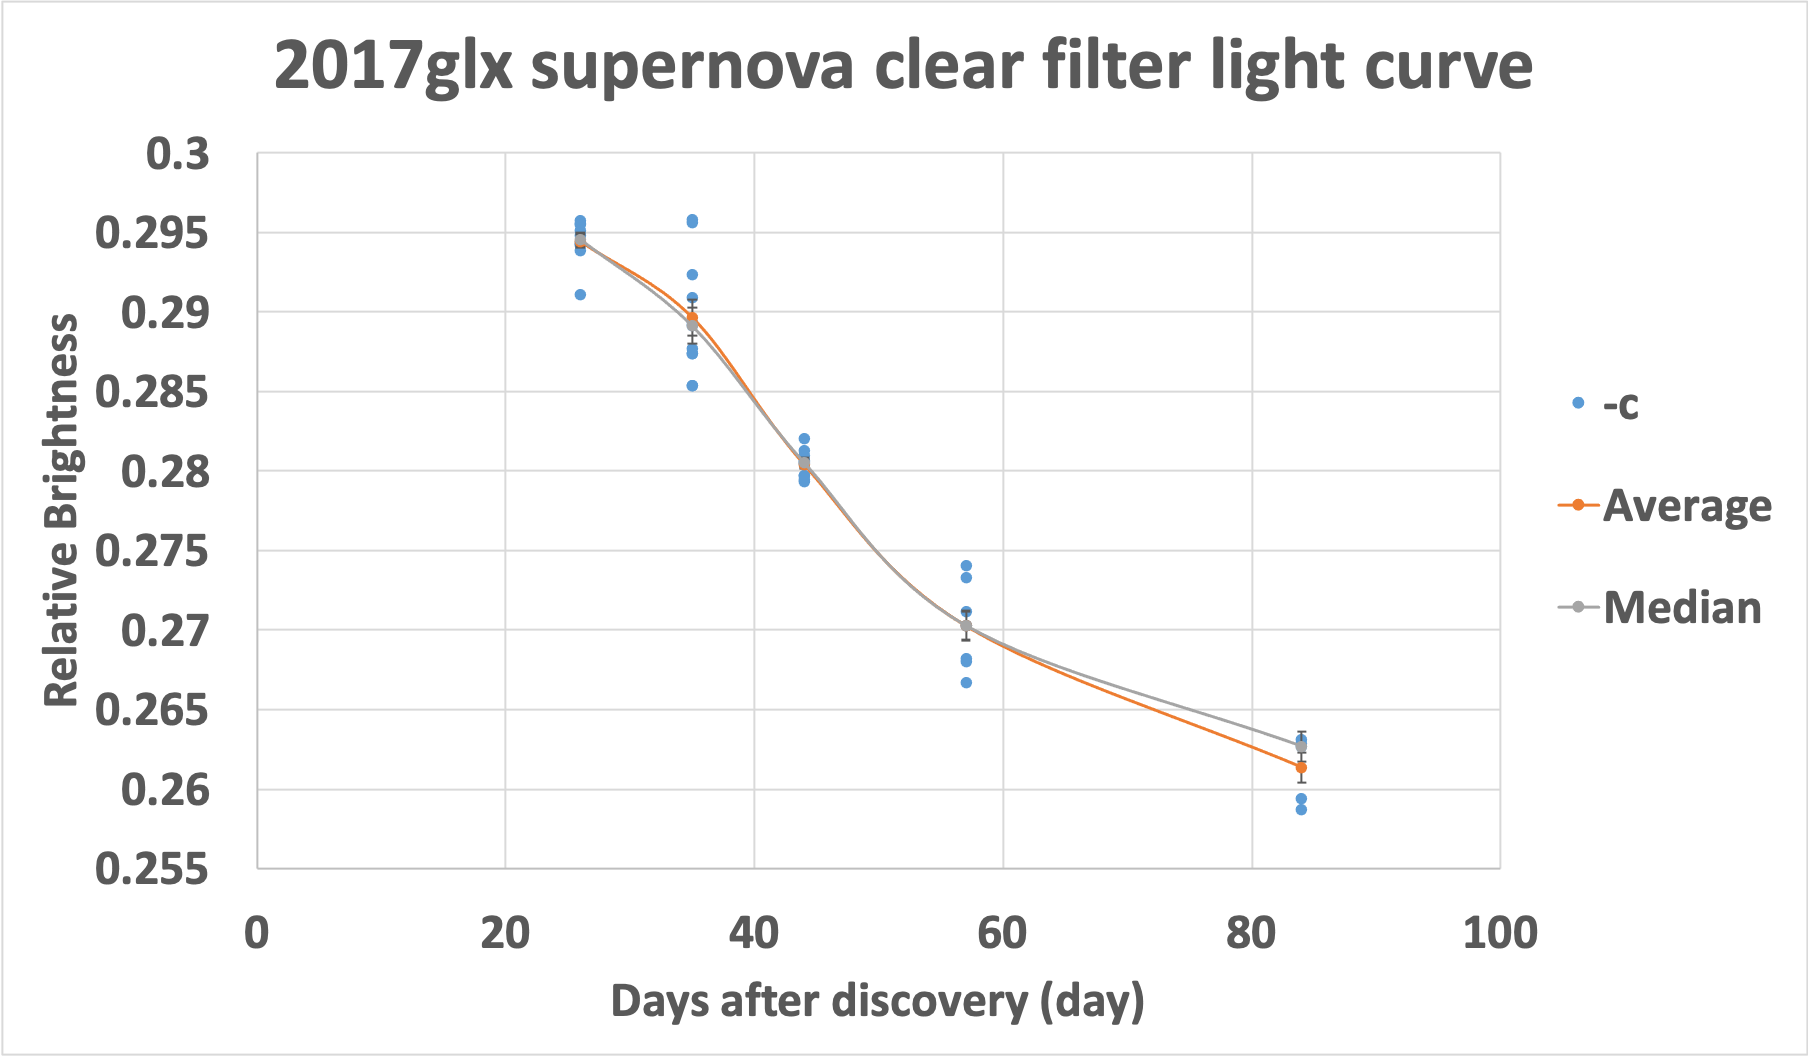 2017glx supernova clear filter light curve
0.3
0.295
0.29
0.285
0.28
0.275
0.27
0.265
0.26
0.255
Relative Brightness
0 20 40 60 80 100
Days after discovery (day)
-c
Average
Median